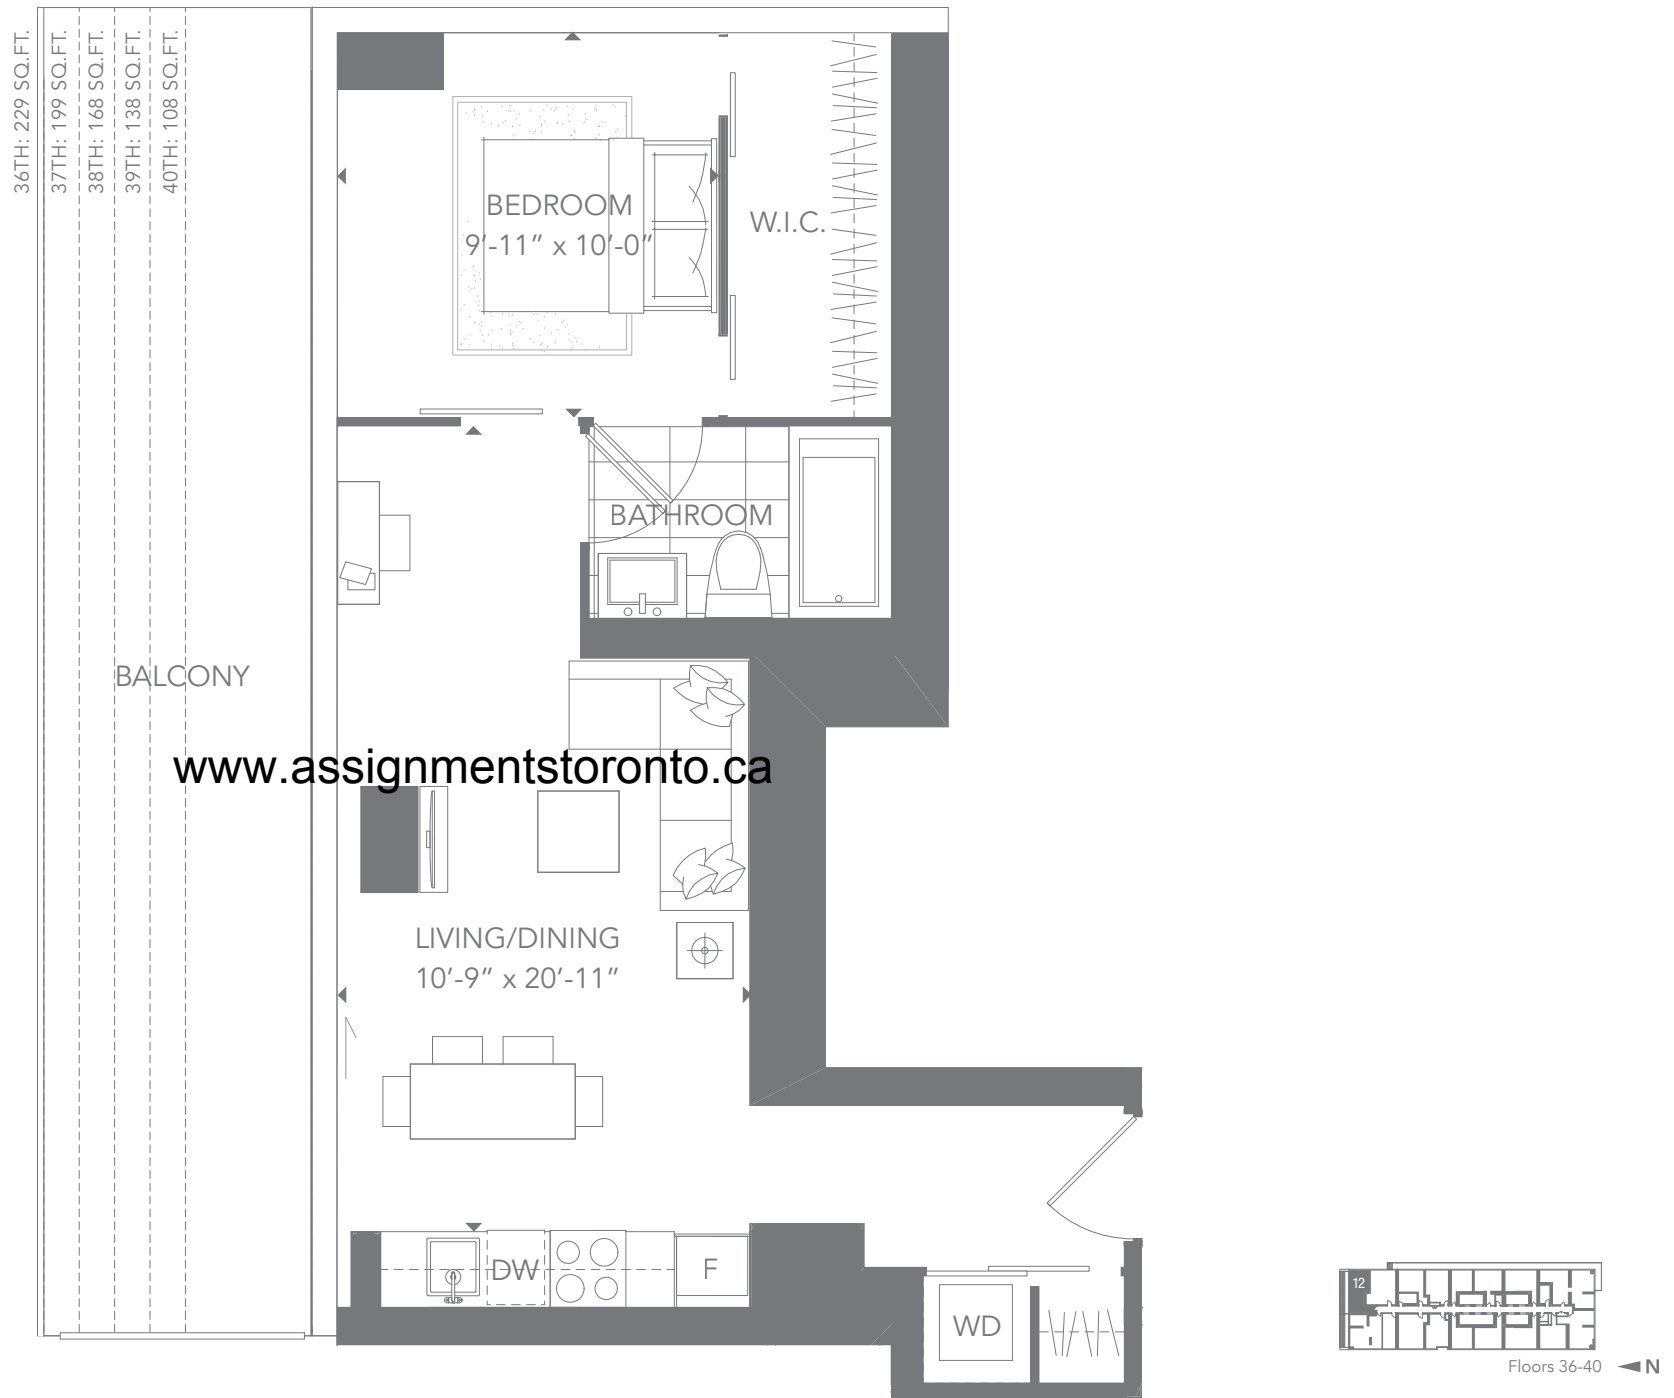 36TH: 229 SQ.FT.
37TH: 199 SQ.FT.
38TH: 168 SQ.FT.
39TH: 138 SQ.FT.
40TH: 108 SQ.FT.
BEDROOM
9'-11" x 10'-0"
W.I.C.
BATHROOM
BALCONY
www.assignmentstoronto.ca
LIVING/DINING
10'-9" x 20'-11"
DW
F
WD
12
Floors 36-40
N